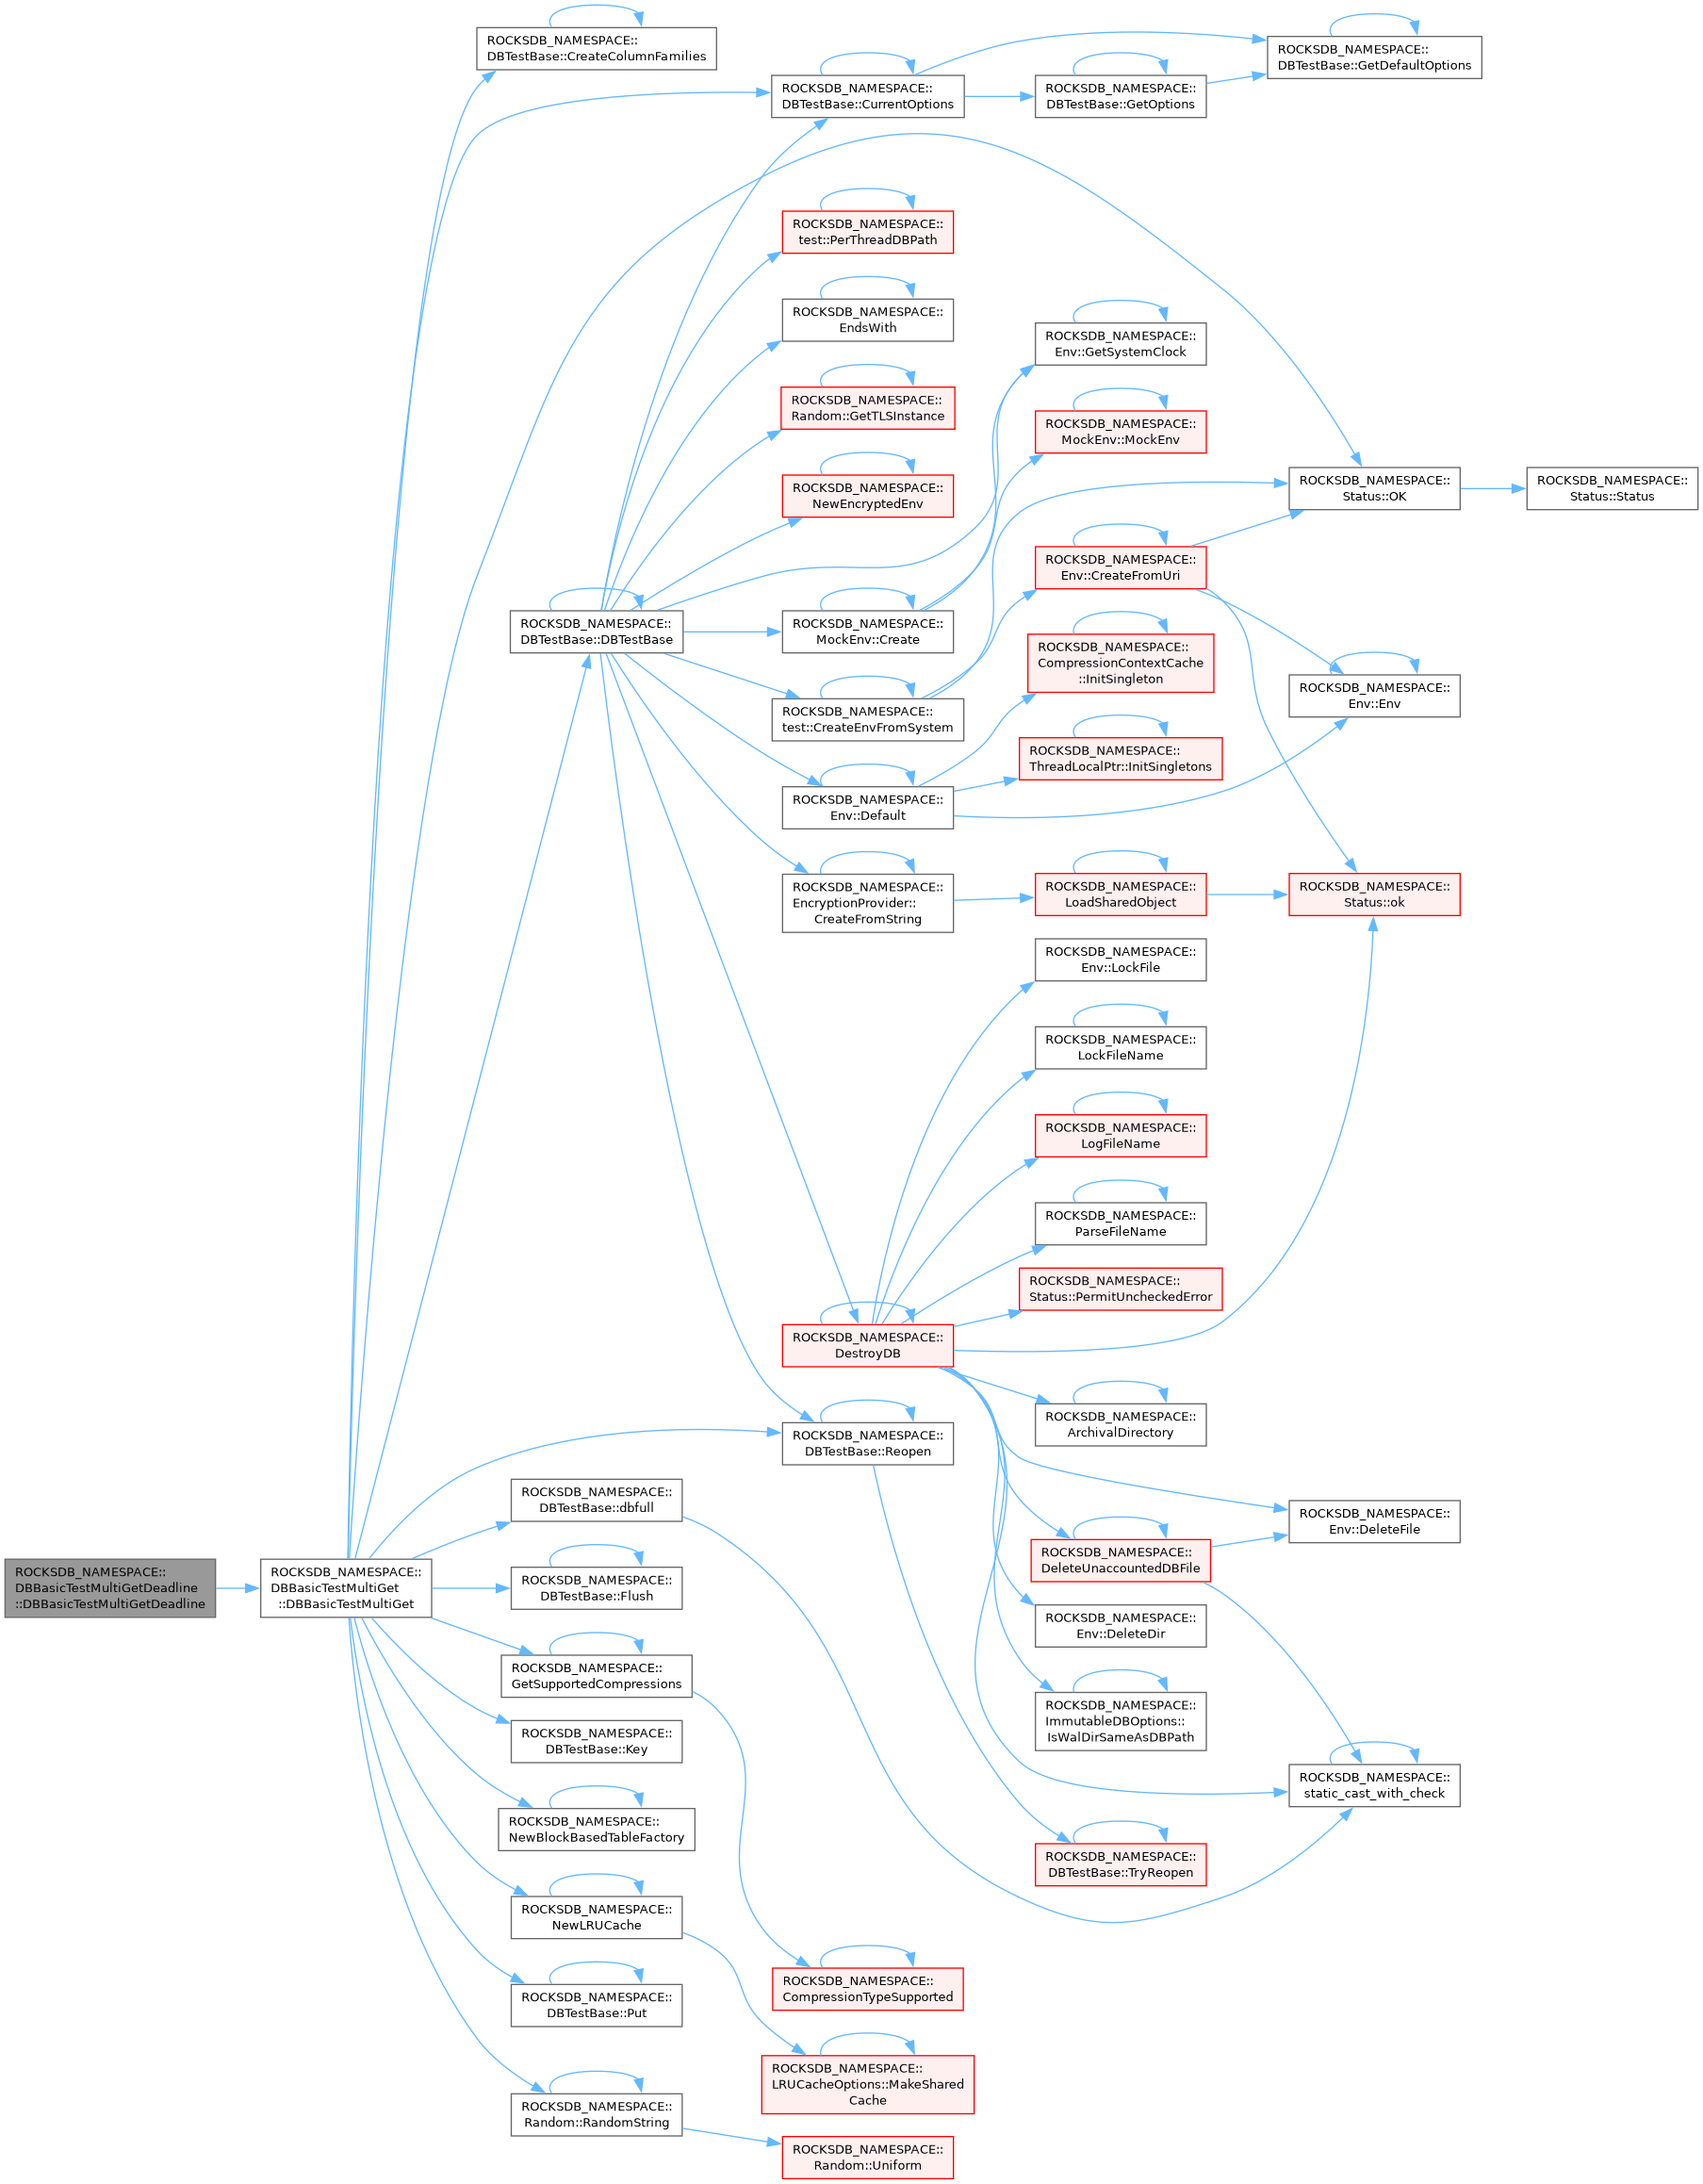 ROCKSDB_NAMESPACE::
DBTestBase::CreateColumnFamilies
ROCKSDB_NAMESPACE::
DBTestBase::GetDefaultOptions
ROCKSDB_NAMESPACE::
DBTestBase::CurrentOptions
ROCKSDB_NAMESPACE::
DBTestBase::GetOptions
ROCKSDB_NAMESPACE::
test::PerThreadDBPath
ROCKSDB_NAMESPACE::
EndsWith
ROCKSDB_NAMESPACE::
Env::GetSystemClock
ROCKSDB_NAMESPACE::
Random::GetTLSInstance
ROCKSDB_NAMESPACE::
MockEnv::MockEnv
ROCKSDB_NAMESPACE::
NewEncryptedEnv
ROCKSDB_NAMESPACE::
Status::OK
ROCKSDB_NAMESPACE::
Status::Status
ROCKSDB_NAMESPACE::
Env::CreateFromUri
ROCKSDB_NAMESPACE::
DBTestBase::DBTestBase
ROCKSDB_NAMESPACE::
MockEnv::Create
ROCKSDB_NAMESPACE::
CompressionContextCache
::InitSingleton
ROCKSDB_NAMESPACE::
Env::Env
ROCKSDB_NAMESPACE::
test::CreateEnvFromSystem
ROCKSDB_NAMESPACE::
ThreadLocalPtr::InitSingletons
ROCKSDB_NAMESPACE::
Env::Default
ROCKSDB_NAMESPACE::
EncryptionProvider::
CreateFromString
ROCKSDB_NAMESPACE::
LoadSharedObject
ROCKSDB_NAMESPACE::
Status::ok
ROCKSDB_NAMESPACE::
Env::LockFile
ROCKSDB_NAMESPACE::
LockFileName
ROCKSDB_NAMESPACE::
LogFileName
ROCKSDB_NAMESPACE::
ParseFileName
ROCKSDB_NAMESPACE::
Status::PermitUncheckedError
ROCKSDB_NAMESPACE::
DestroyDB
ROCKSDB_NAMESPACE::
ArchivalDirectory
ROCKSDB_NAMESPACE::
DBTestBase::Reopen
ROCKSDB_NAMESPACE::
DBTestBase::dbfull
ROCKSDB_NAMESPACE::
Env::DeleteFile
ROCKSDB_NAMESPACE::
DeleteUnaccountedDBFile
ROCKSDB_NAMESPACE::
DBBasicTestMultiGetDeadline
::DBBasicTestMultiGetDeadline
ROCKSDB_NAMESPACE::
DBBasicTestMultiGet
::DBBasicTestMultiGet
ROCKSDB_NAMESPACE::
DBTestBase::Flush
ROCKSDB_NAMESPACE::
Env::DeleteDir
ROCKSDB_NAMESPACE::
GetSupportedCompressions
ROCKSDB_NAMESPACE::
ImmutableDBOptions::
IsWalDirSameAsDBPath
ROCKSDB_NAMESPACE::
DBTestBase::Key
ROCKSDB_NAMESPACE::
static_cast_with_check
ROCKSDB_NAMESPACE::
NewBlockBasedTableFactory
ROCKSDB_NAMESPACE::
DBTestBase::TryReopen
ROCKSDB_NAMESPACE::
NewLRUCache
ROCKSDB_NAMESPACE::
CompressionTypeSupported
ROCKSDB_NAMESPACE::
DBTestBase::Put
ROCKSDB_NAMESPACE::
LRUCacheOptions::MakeShared
Cache
ROCKSDB_NAMESPACE::
Random::RandomString
ROCKSDB_NAMESPACE::
Random::Uniform